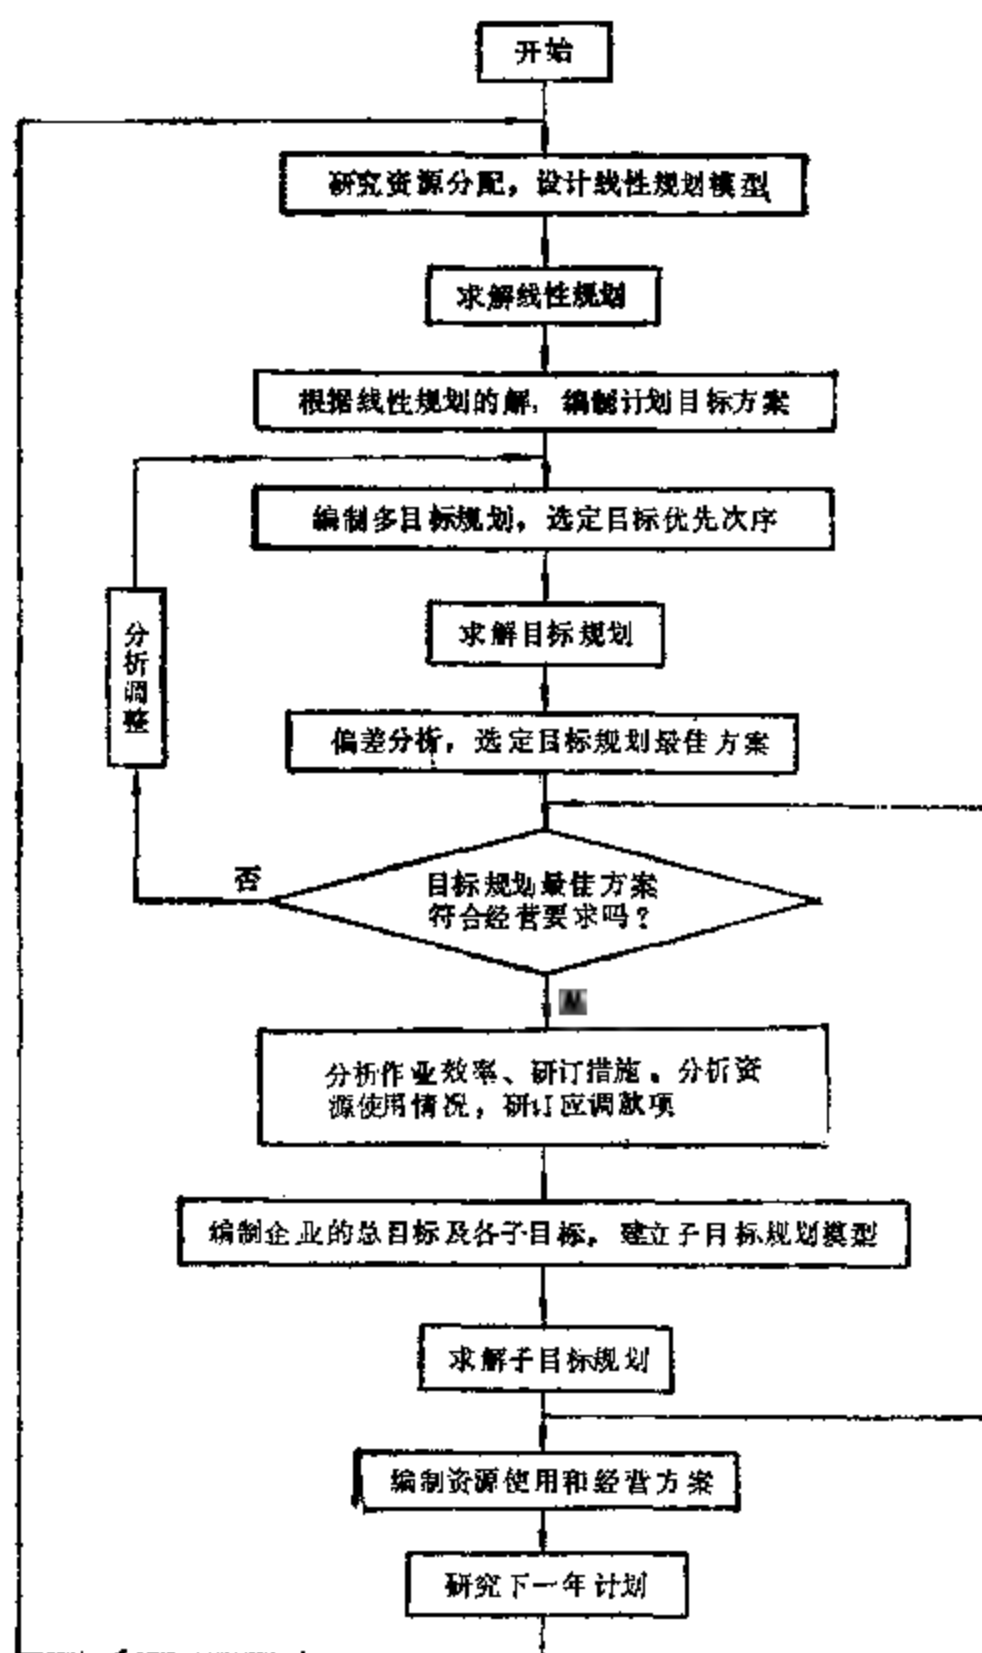 开始
研究资源分配，设计线性规划模型
求解线性规划
根据线性规划的解，编制计划目标方案
编制多目标规划，选定目标优先次序
求解目标规划
分析调整
偏差分析，选定目标规划最佳方案
否
目标规划最佳方案
符合经营要求吗？
分析作业效率、研订措施。分析资
源使用情况，研订应调款项
编制企业的总目标及各子目标，建立子目标规划模型
求解子目标规划
编制资源使用和经营方案
研究下一年计划